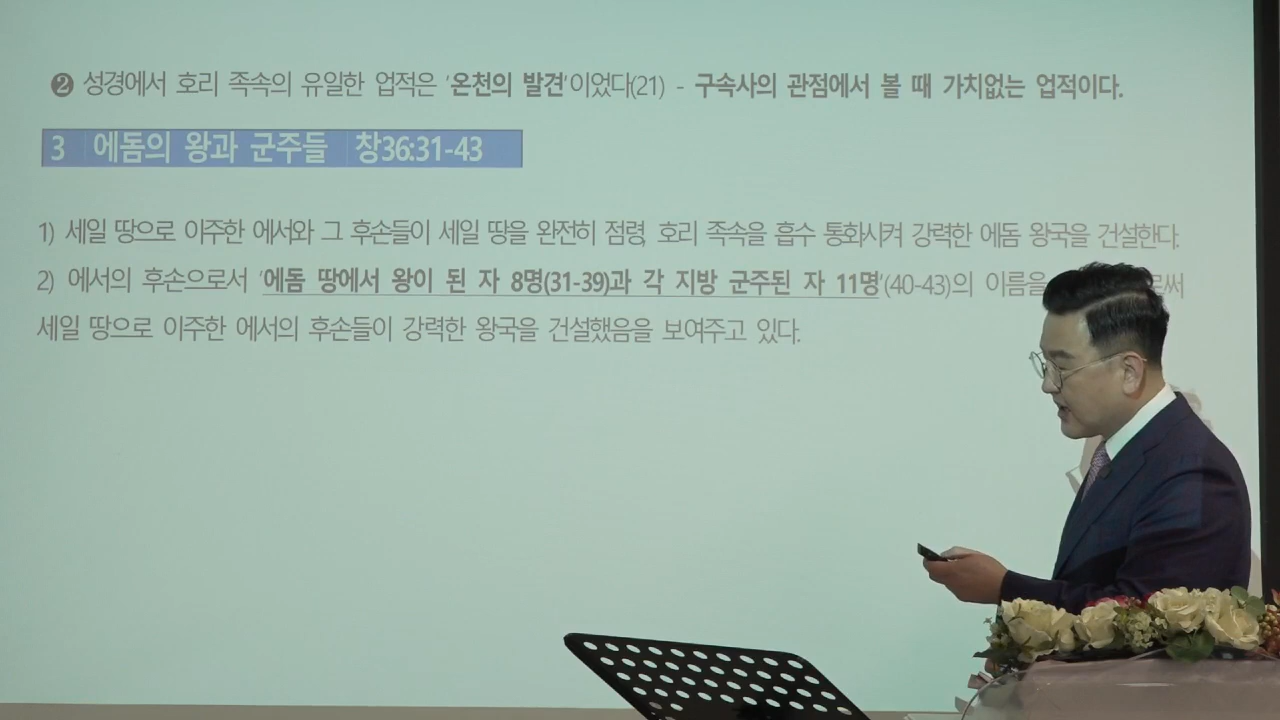 ❷ 성경에서 호리 족속의 유일한 업적은 '온천의 발견'이었다(21) - 구속사의 관점에서 볼 때 가치없는 업적이다.
3 에돔의 왕과 군주들 창36:31-43
1) 세일 땅으로 이주한 에서와 그 후손들이 세일 땅을 완전히 점령 호리 족속을 흡수 통화시켜 강력한 에돔 왕국을 건설한다.
2) 에서의 후손으로서 '에돔 땅에서 왕이 된 자 8명(31-39)과 각 지방 군주된 자 11명'(40-43)의 이름을 로써
세일 땅으로 이주한 에서의 후손들이 강력한 왕국을 건설했음을 보여주고 있다.